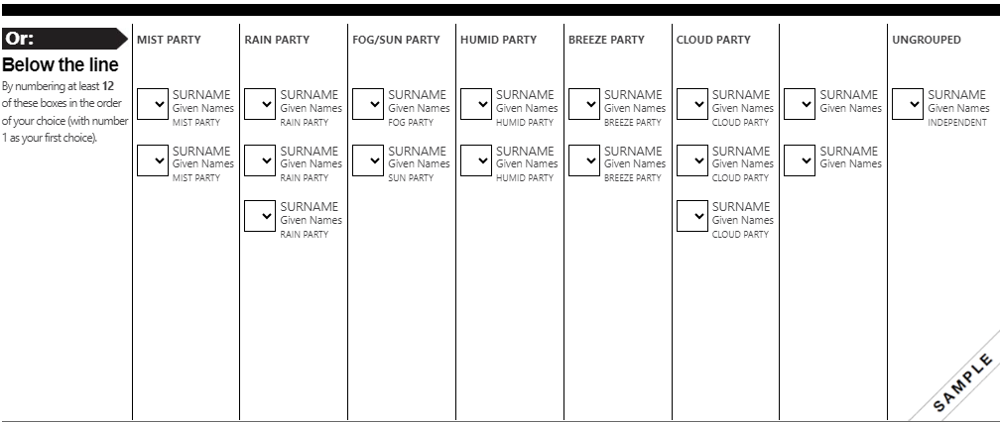 Or:
Below the line
By numbering at least 12
of these boxes in the order
of your choice (with number
1 as your first choice).
MIST PARTY
SURNAME
Given Names
MIST PARTY
SURNAME
Given Names
MIST PARTY
RAIN PARTY
SURNAME
Given Names
RAIN PARTY
SURNAME
Given Names
RAIN PARTY
SURNAME
Given Names
RAIN PARTY
FOG/SUN PARTY
SURNAME
Given Names
FOG PARTY
SURNAME
Given Names
SUN PARTY
HUMID PARTY
SURNAME
Given Names
HUMID PARTY
SURNAME
Given Names
HUMID PARTY
BREEZE PARTY
SURNAME
Given Names
BREEZE PARTY
SURNAME
Given Names
BREEZE PARTY
CLOUD PARTY
SURNAME
Given Names
CLOUD PARTY
SURNAME
Given Names
CLOUD PARTY
SURNAME
Given Names
CLOUD PARTY
SURNAME
Given Names
SURNAME
Given Names
UNGROUPED
SURNAME
Given Names
INDEPENDENT
SAMPLE